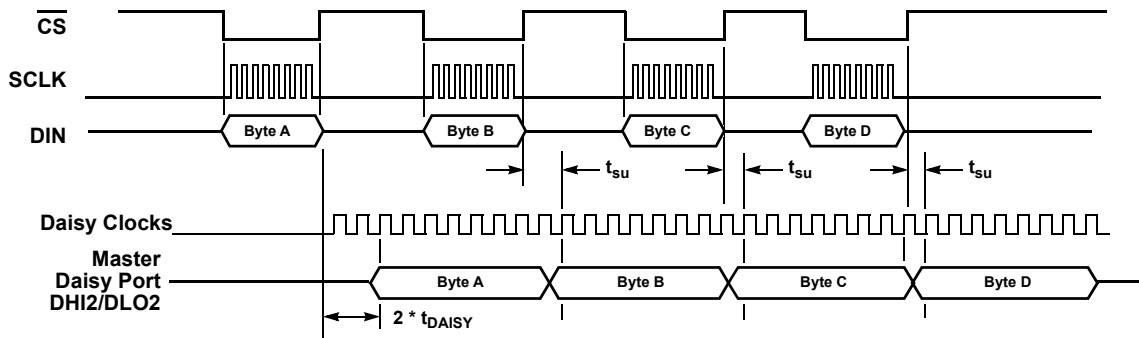 CS
SCLK
DIN
Byte A
Byte B
Byte C
Byte D
tsu
tsu
tsu
Daisy Clocks
Master
Daisy Port
DHI2/DLO2
Byte A
Byte B
Byte C
Byte D
2 * tDAISY